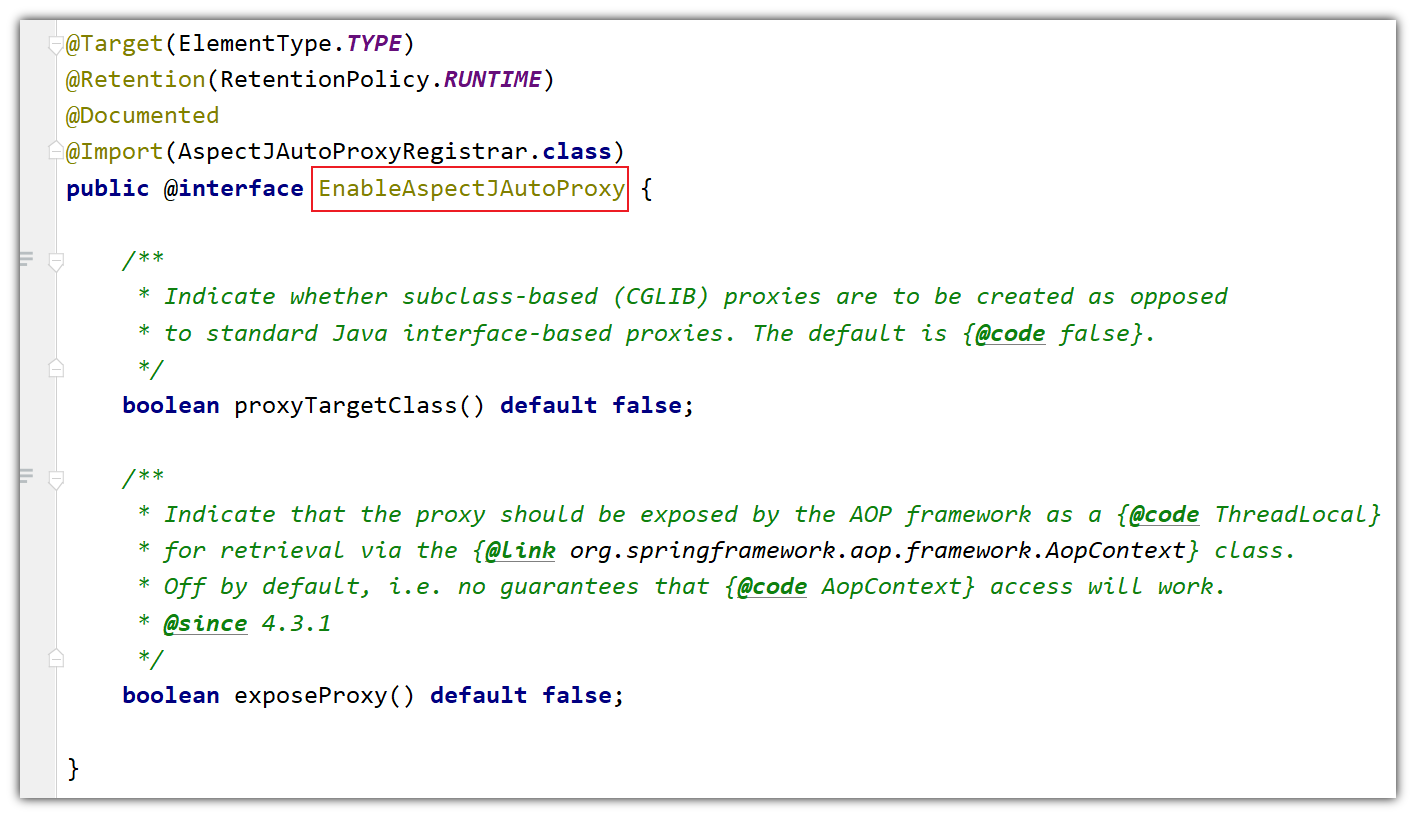 @Target(ElementType.TYPE)
@Retention(RetentionPolicy.RUNTIME)
@Documented
@Import(AspectJAutoProxyRegistrar.class)
public @interface EnableAspectJAutoProxy {
/**
* Indicate whether subclass-based (CGLIB) proxies are to be created as opposed
* to standard Java interface-based proxies. The default is {@code false}.
*/
boolean proxyTargetClass() default false;
/**
* Indicate that the proxy should be exposed by the AOP framework as a {@code ThreadLocal}
* for retrieval via the {@link org.springframework.aop.framework.AopContext} class.
* Off by default, i.e. no guarantees that {@code AopContext} access will work.
* @since 4.3.1
*/
boolean exposeProxy() default false;
}